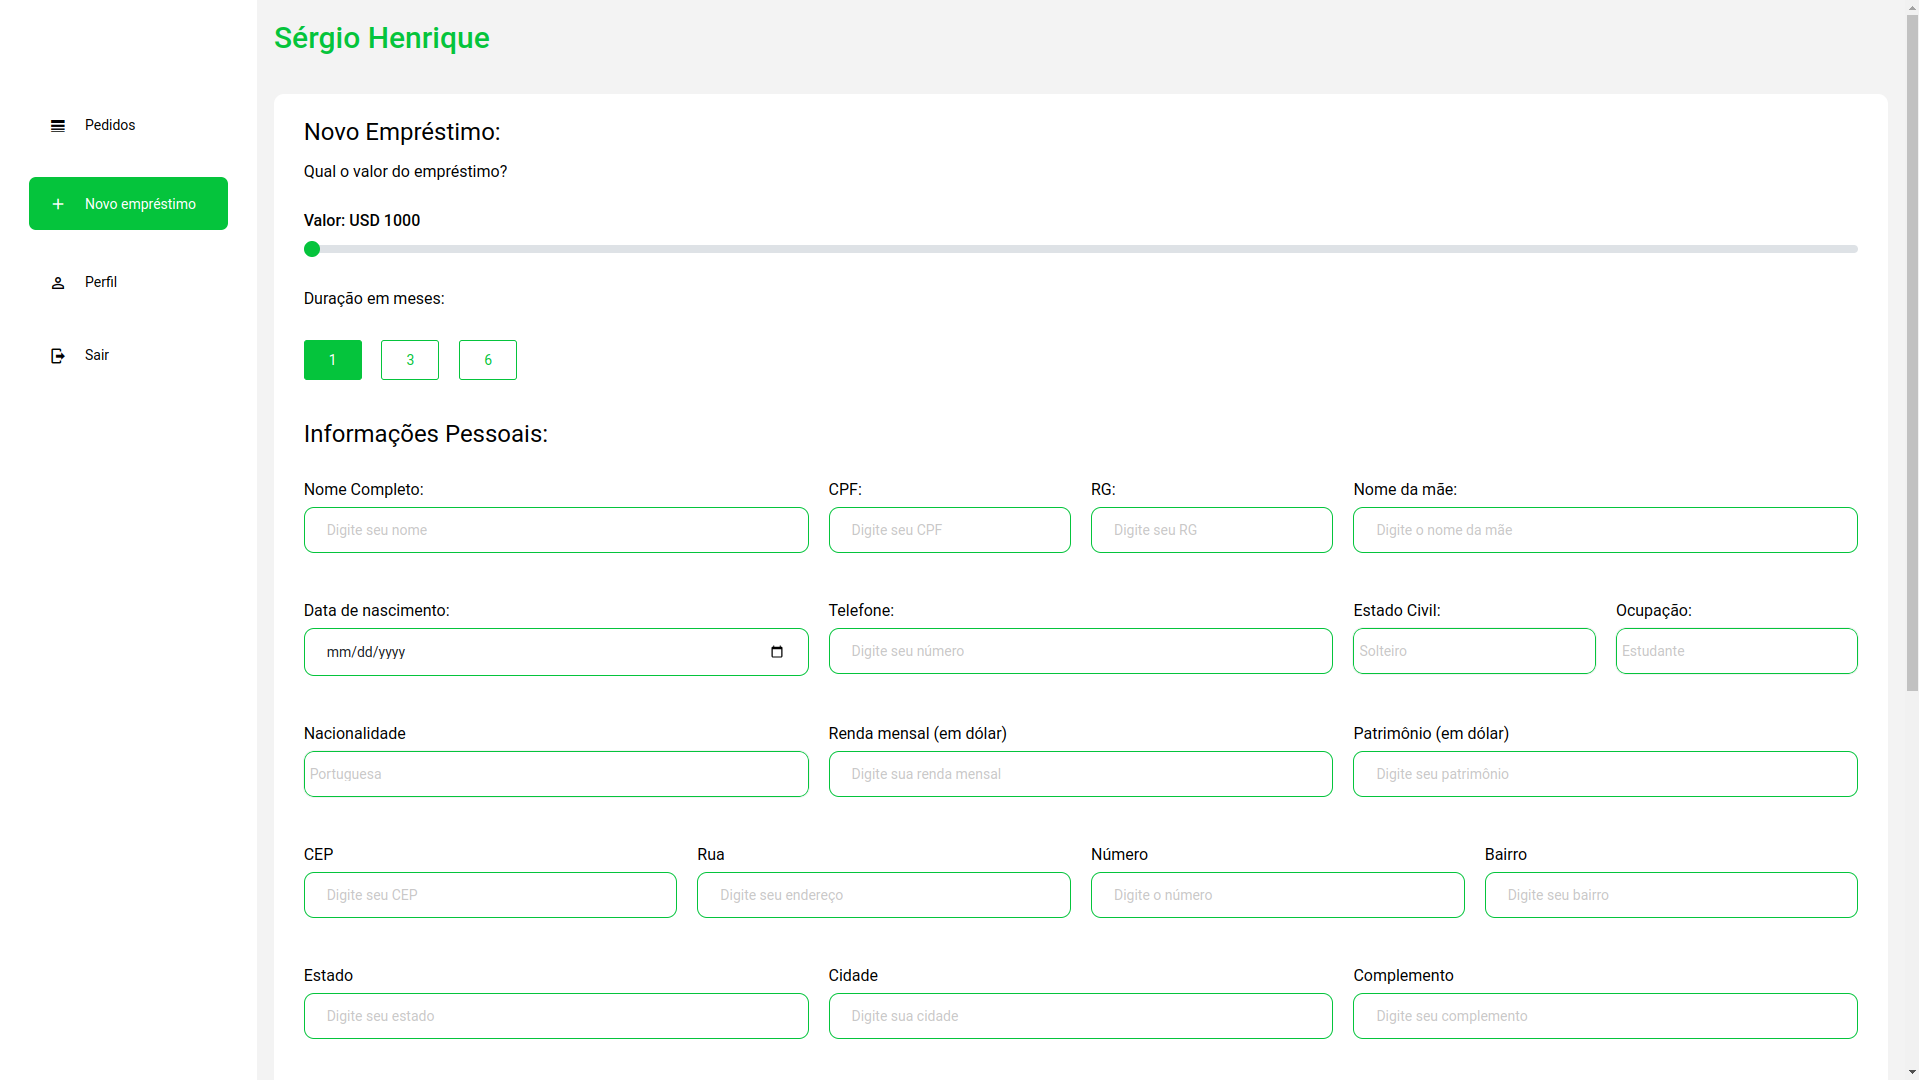 Sérgio Henrique
Pedidos
Novo empréstimo
Perfil
Sair
Novo Empréstimo:
Qual o valor do empréstimo?
Valor: USD 1000
Duração em meses:
1 3 6
Informações Pessoais:
Nome Completo: CPF: RG: Nome da mãe:
Digite seu nome Digite seu CPF Digite seu RG Digite o nome da mãe
Data de nascimento: Telefone: Estado Civil: Ocupação:
mm/dd/yyyy Digite seu número Solteiro Estudante
Nacionalidade Renda mensal (em dólar) Patrimônio (em dólar)
Portuguesa Digite sua renda mensal Digite seu patrimônio
CEP Rua Número Bairro
Digite seu CEP Digite seu endereço Digite o número Digite seu bairro
Estado Cidade Complemento
Digite seu estado Digite sua cidade Digite seu complemento